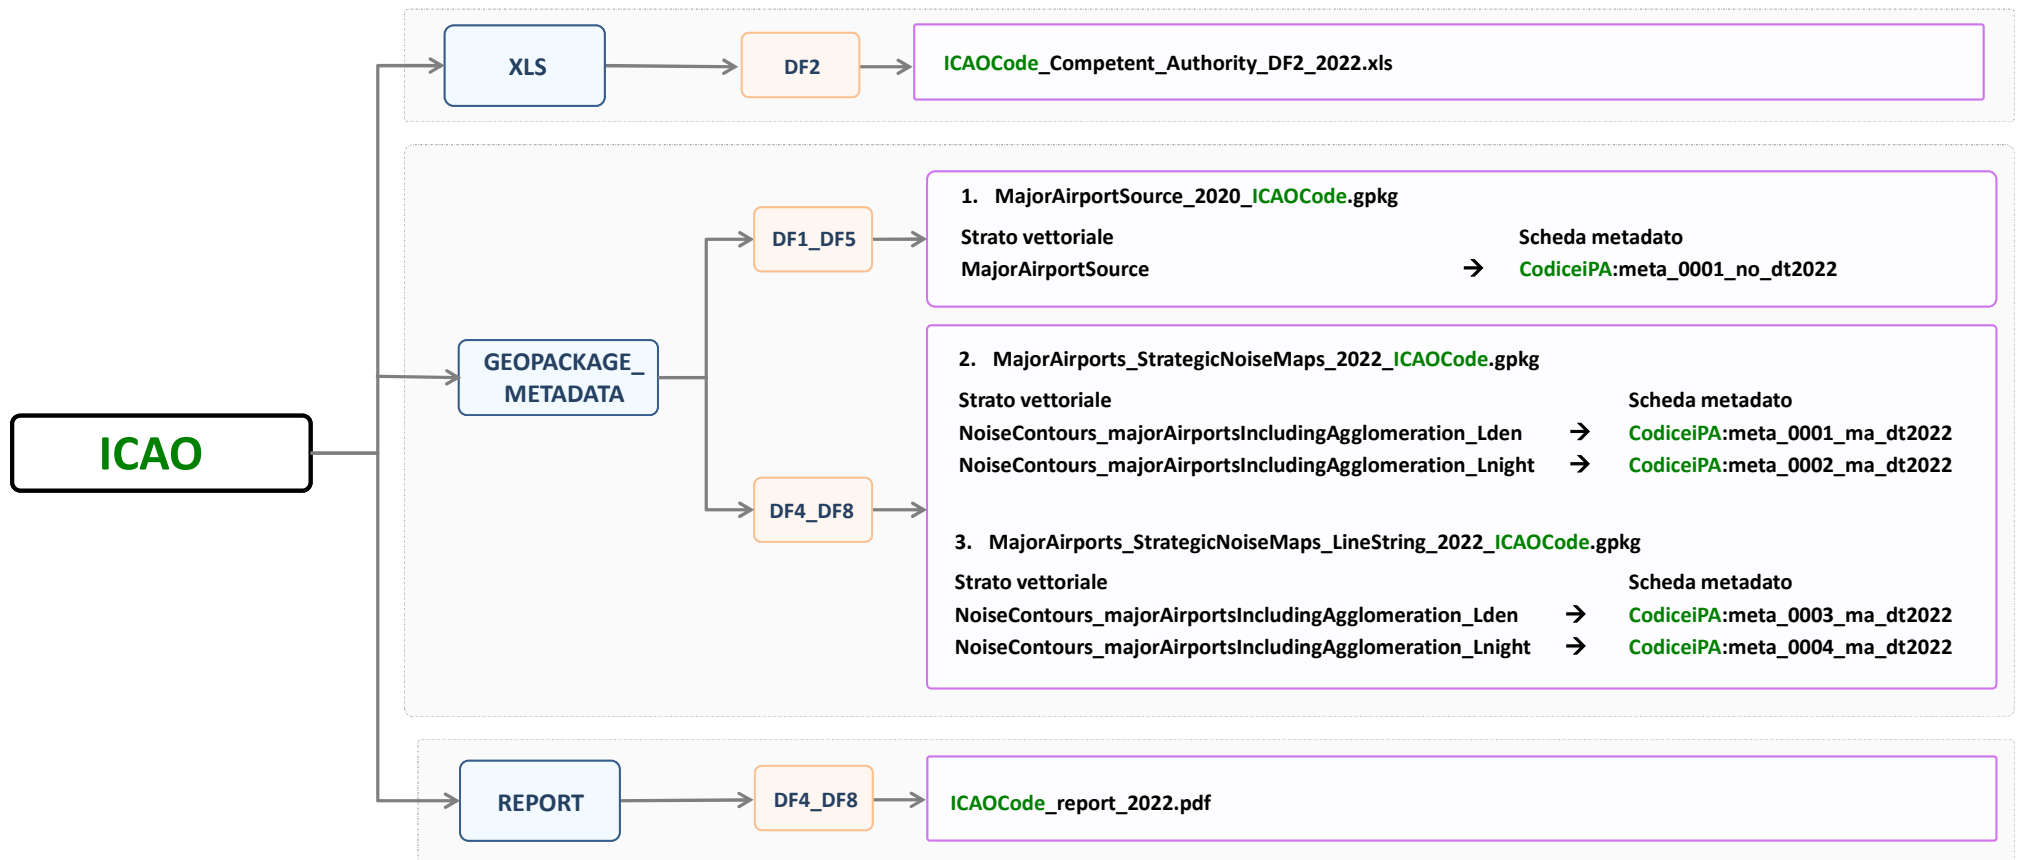 ICAO
XLS
DF2
ICAOCode_Competent_Authority_DF2_2022.xls
GEOPACKAGE_
METADATA
DF1_DF5
1. MajorAirportSource_2020_ICAOCode.gpkg
Strato vettoriale Scheda metadato
MajorAirportSource → CodiceiPA:meta_0001_no_dt2022
DF4_DF8
2. MajorAirports_StrategicNoiseMaps_2022_ICAOCode.gpkg
Strato vettoriale Scheda metadato
NoiseContours_majorAirportsIncludingAgglomeration_Lden → CodiceiPA:meta_0001_ma_dt2022
NoiseContours_majorAirportsIncludingAgglomeration_Lnight → CodiceiPA:meta_0002_ma_dt2022
3. MajorAirports_StrategicNoiseMaps_LineString_2022_ICAOCode.gpkg
Strato vettoriale Scheda metadato
NoiseContours_majorAirportsIncludingAgglomeration_Lden → CodiceiPA:meta_0003_ma_dt2022
NoiseContours_majorAirportsIncludingAgglomeration_Lnight → CodiceiPA:meta_0004_ma_dt2022
REPORT
DF4_DF8
ICAOCode_report_2022.pdf